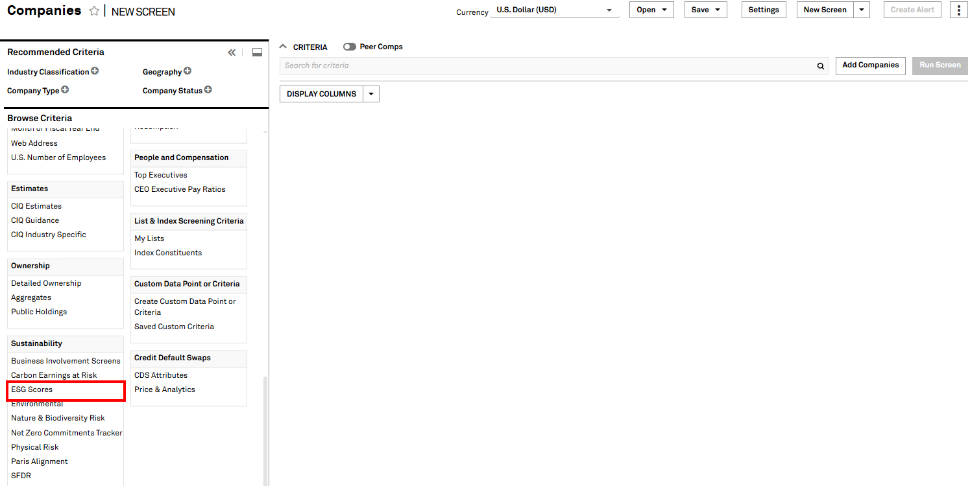 Companies | NEW SCREEN
Currency U.S. Dollar (USD)
Open
Save
Settings
New Screen
Create Alert
Recommended Criteria
Industry Classification
Geography
Company Type
Company Status
Browse Criteria
Month of Fiscal Year End
Web Address
U.S. Number of Employees
Estimates
CIQ Estimates
CIQ Guidance
CIQ Industry Specific
Ownership
Detailed Ownership
Aggregates
Public Holdings
Sustainability
Business Involvement Screens
Carbon Earnings at Risk
ESG Scores
Environmental
Nature & Biodiversity Risk
Net Zero Commitments Tracker
Physical Risk
Paris Alignment
SFDR
Redemption
People and Compensation
Top Executives
CEO Executive Pay Ratios
List & Index Screening Criteria
My Lists
Index Constituents
Custom Data Point or Criteria
Create Custom Data Point or
Criteria
Saved Custom Criteria
Credit Default Swaps
CDS Attributes
Price & Analytics
CRITERIA
Peer Comps
Search for criteria
Add Companies
Run Screen
DISPLAY COLUMNS